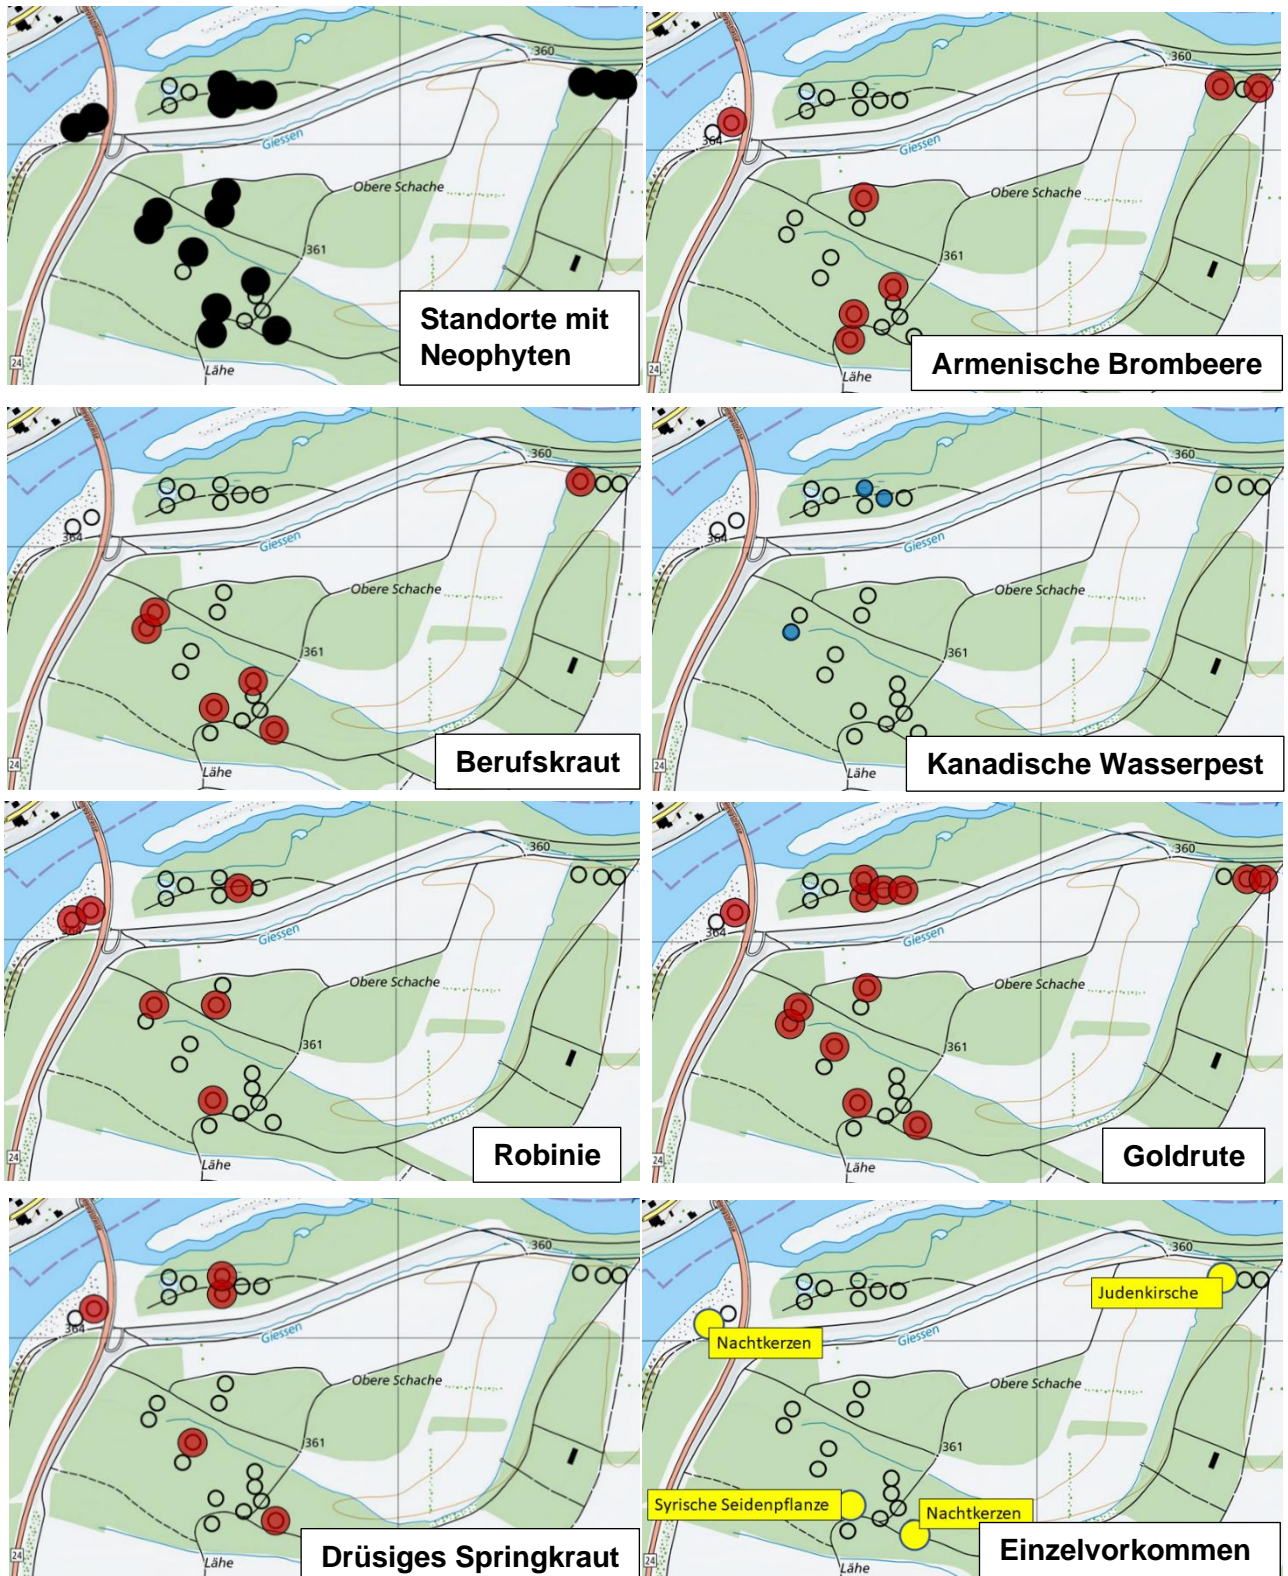 360
364
Giessen
Obere Schache
361
24
Lähe
Standorte mit
Neophyten
360
364
Giessen
Obere Schache
361
24
Lähe
Armenische Brombeere
360
364
Giessen
Obere Schache
361
24
Lähe
Berufskraut
360
364
Giessen
Obere Schache
361
24
Lähe
Kanadische Wasserpest
360
364
Giessen
Obere Schache
361
24
Lähe
Robinie
360
364
Giessen
Obere Schache
361
24
Lähe
Goldrute
360
364
Giessen
Obere Schache
361
24
Lähe
Drüsiges Springkraut
360
Judenkirsche
Nachtkerzen
Giessen
Obere Schache
361
Syrische Seidenpflanze
Nachtkerzen
24
Lähe
Einzelvorkommen